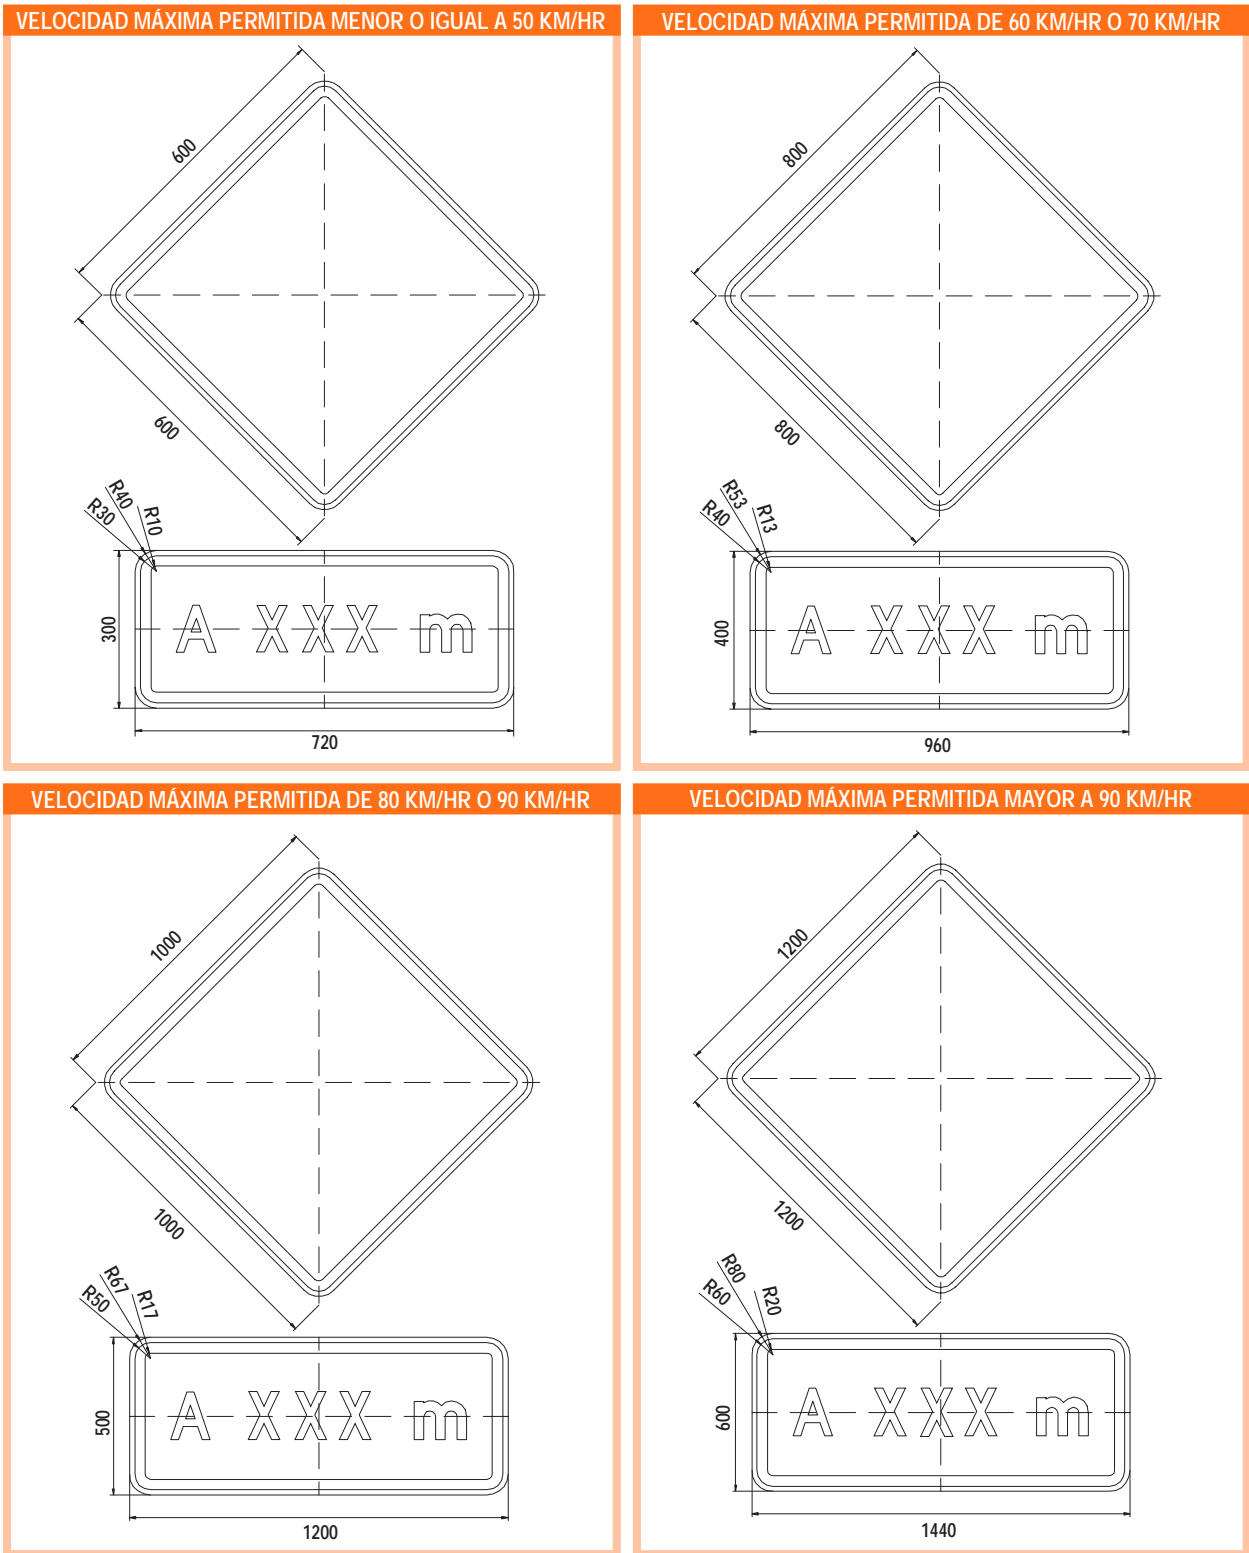 VELOCIDAD MÁXIMA PERMITIDA MENOR O IGUAL A 50 KM/HR
600
600
R40
R30
R10
300
A XXX m
720
VELOCIDAD MÁXIMA PERMITIDA DE 60 KM/HR O 70 KM/HR
800
800
R53
R40
R13
400
A XXX m
960
VELOCIDAD MÁXIMA PERMITIDA DE 80 KM/HR O 90 KM/HR
1000
1000
R67
R50
R17
500
A XXX m
1200
VELOCIDAD MÁXIMA PERMITIDA MAYOR A 90 KM/HR
1200
1200
R80
R60
R20
600
A XXX m
1440